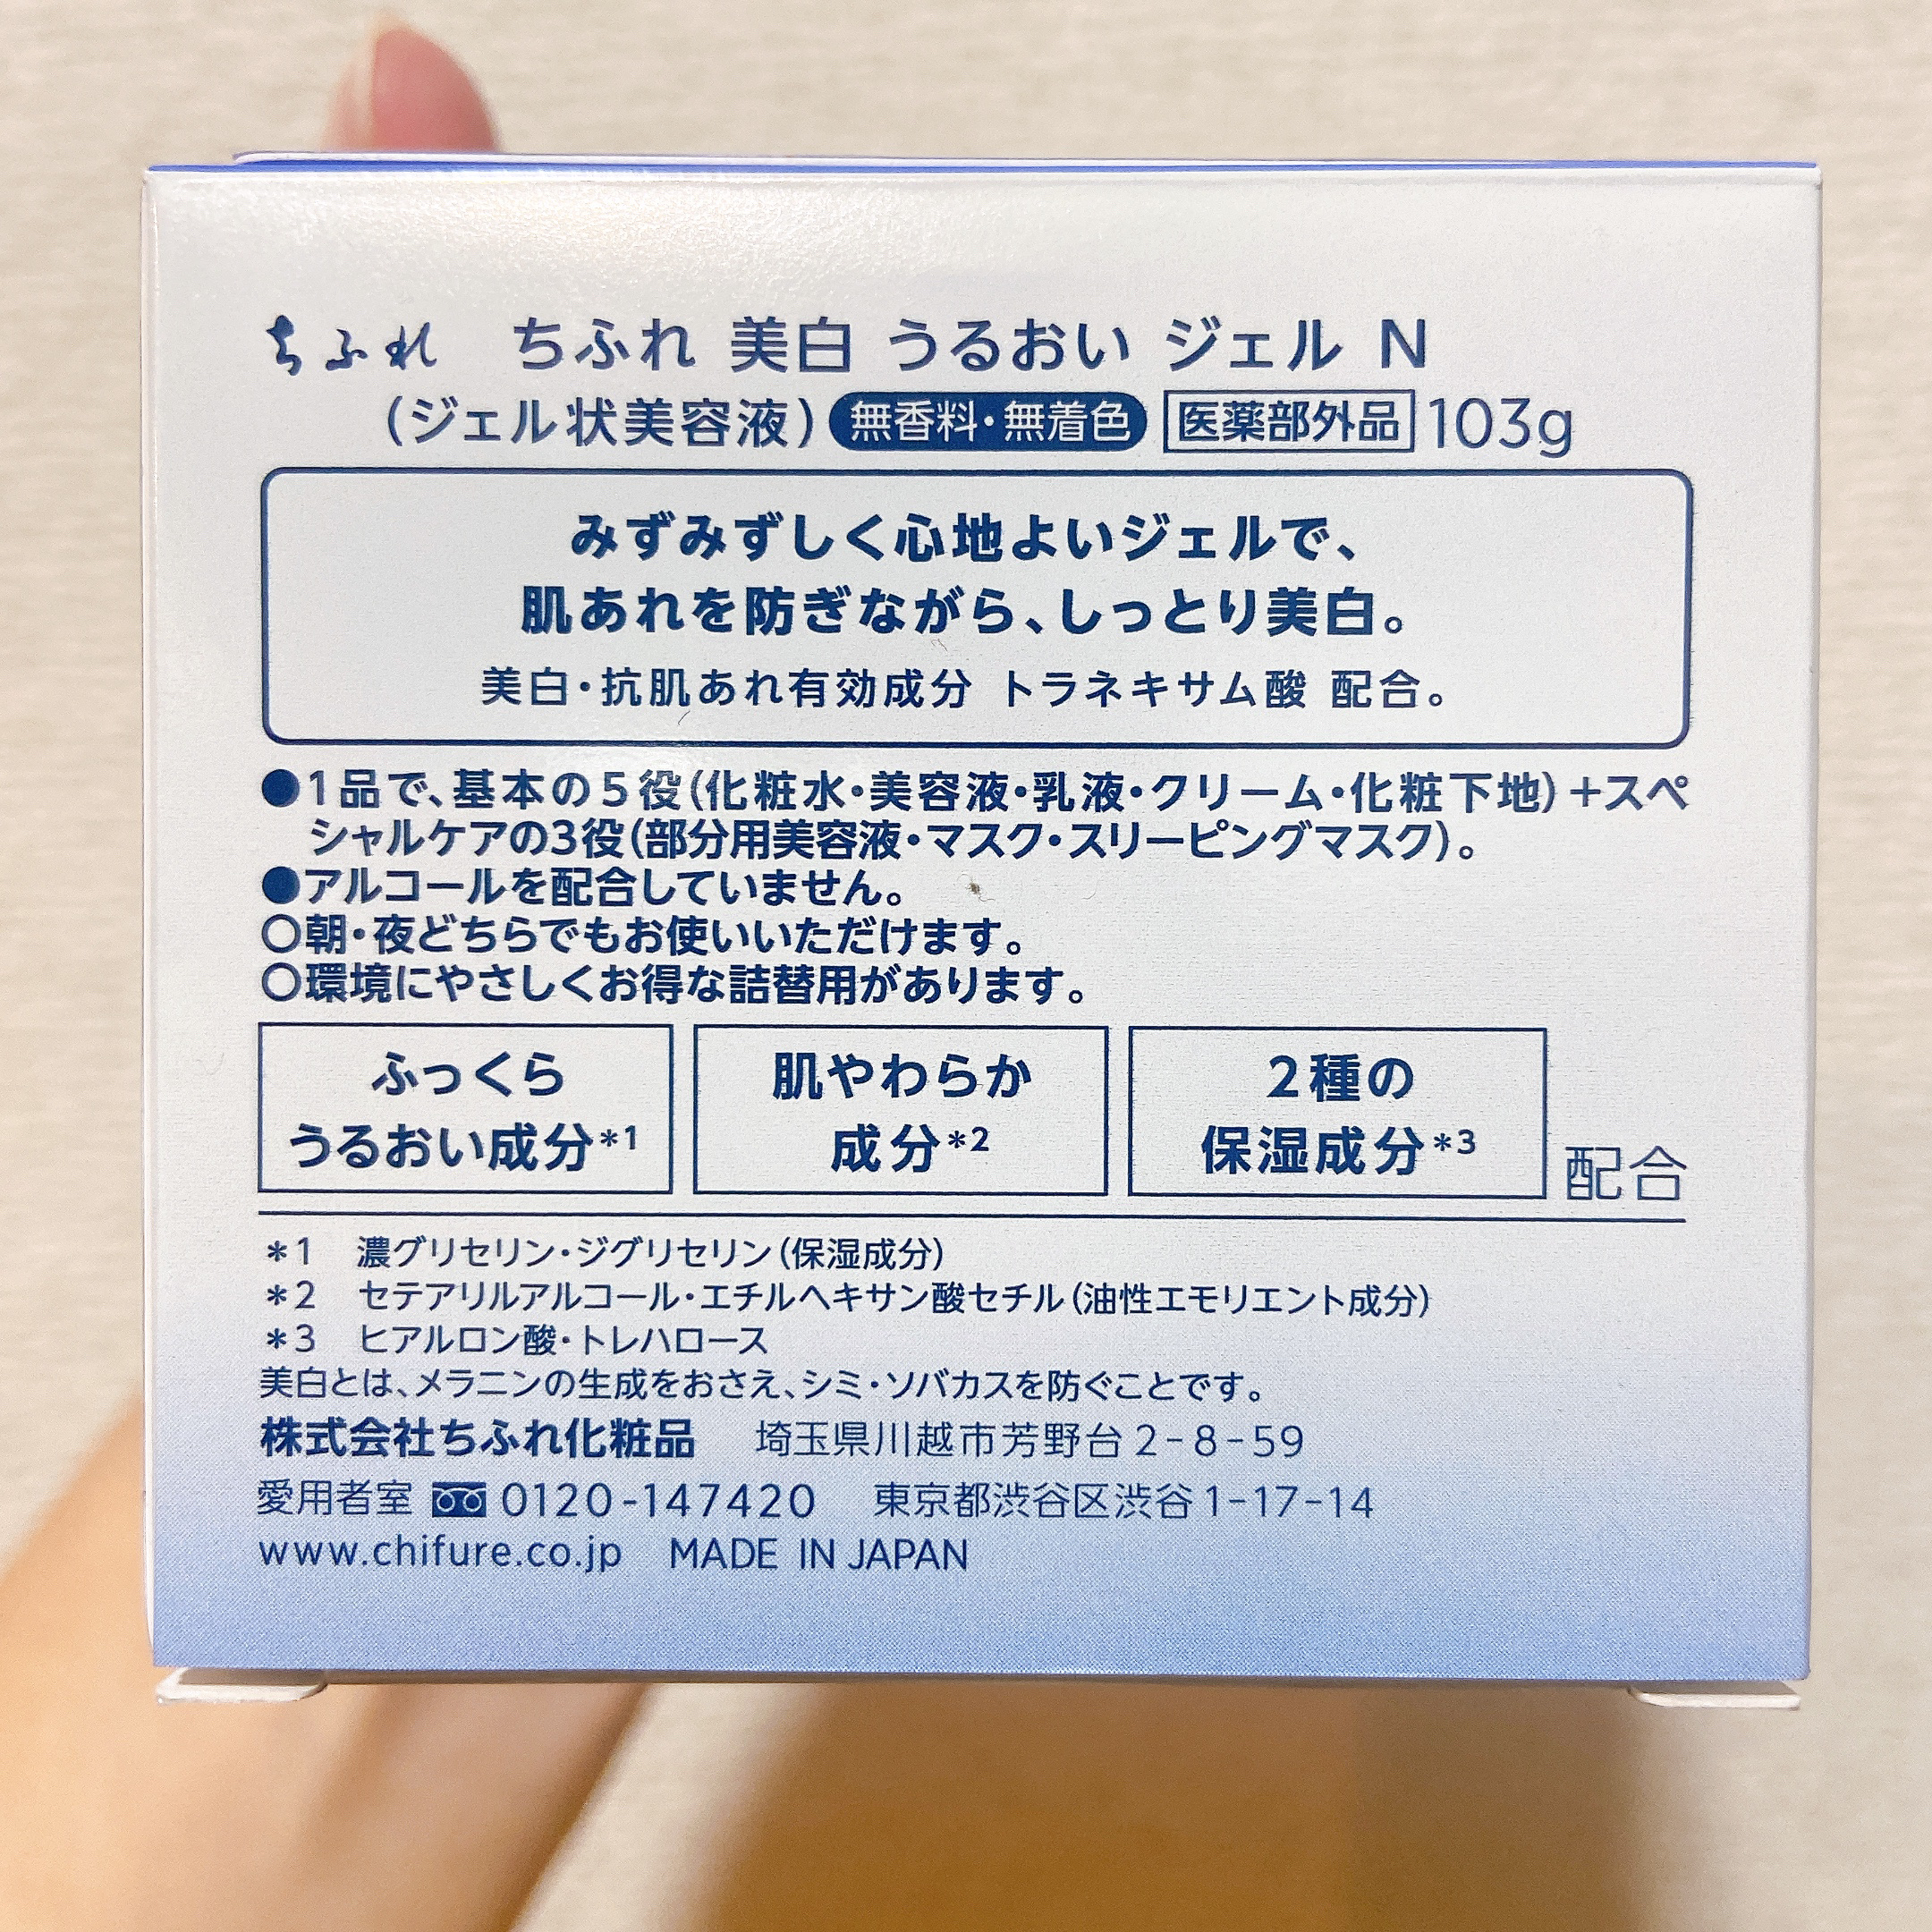 ちふれ ちふれ 美白 うるおい ジェル N
(ジェル状美容液) 無香料・無着色 医薬部外品 103g
みずみずしく心地よいジェルで、
肌あれを防ぎながら、しっとり美白。
美白・抗肌あれ有効成分 トラネキサム酸 配合。
●1品で、基本の5役(化粧水・美容液・乳液・クリーム・化粧下地)+スペ
シャルケアの3役(部分用美容液・マスク・スリーピングマスク)。
●アルコールを配合していません。
○朝・夜どちらでもお使いいただけます。
○環境にやさしくお得な詰替用があります。
ふっくら
うるおい成分*1
肌やわらか
成分*2
2種の
保湿成分*3
配合
*1 濃グリセリン・ジグリセリン(保湿成分)
*2 セテアリルアルコール・エチルヘキサン酸セチル(油性エモリエント成分)
*3 ヒアルロン酸・トレハロース
美白とは、メラニンの生成をおさえ、シミ・ソバカスを防ぐことです。
株式会社ちふれ化粧品 埼玉県川越市芳野台2-8-59
愛用者室 0120-147420 東京都渋谷区渋谷1-17-14
www.chifure.co.jp MADE IN JAPAN